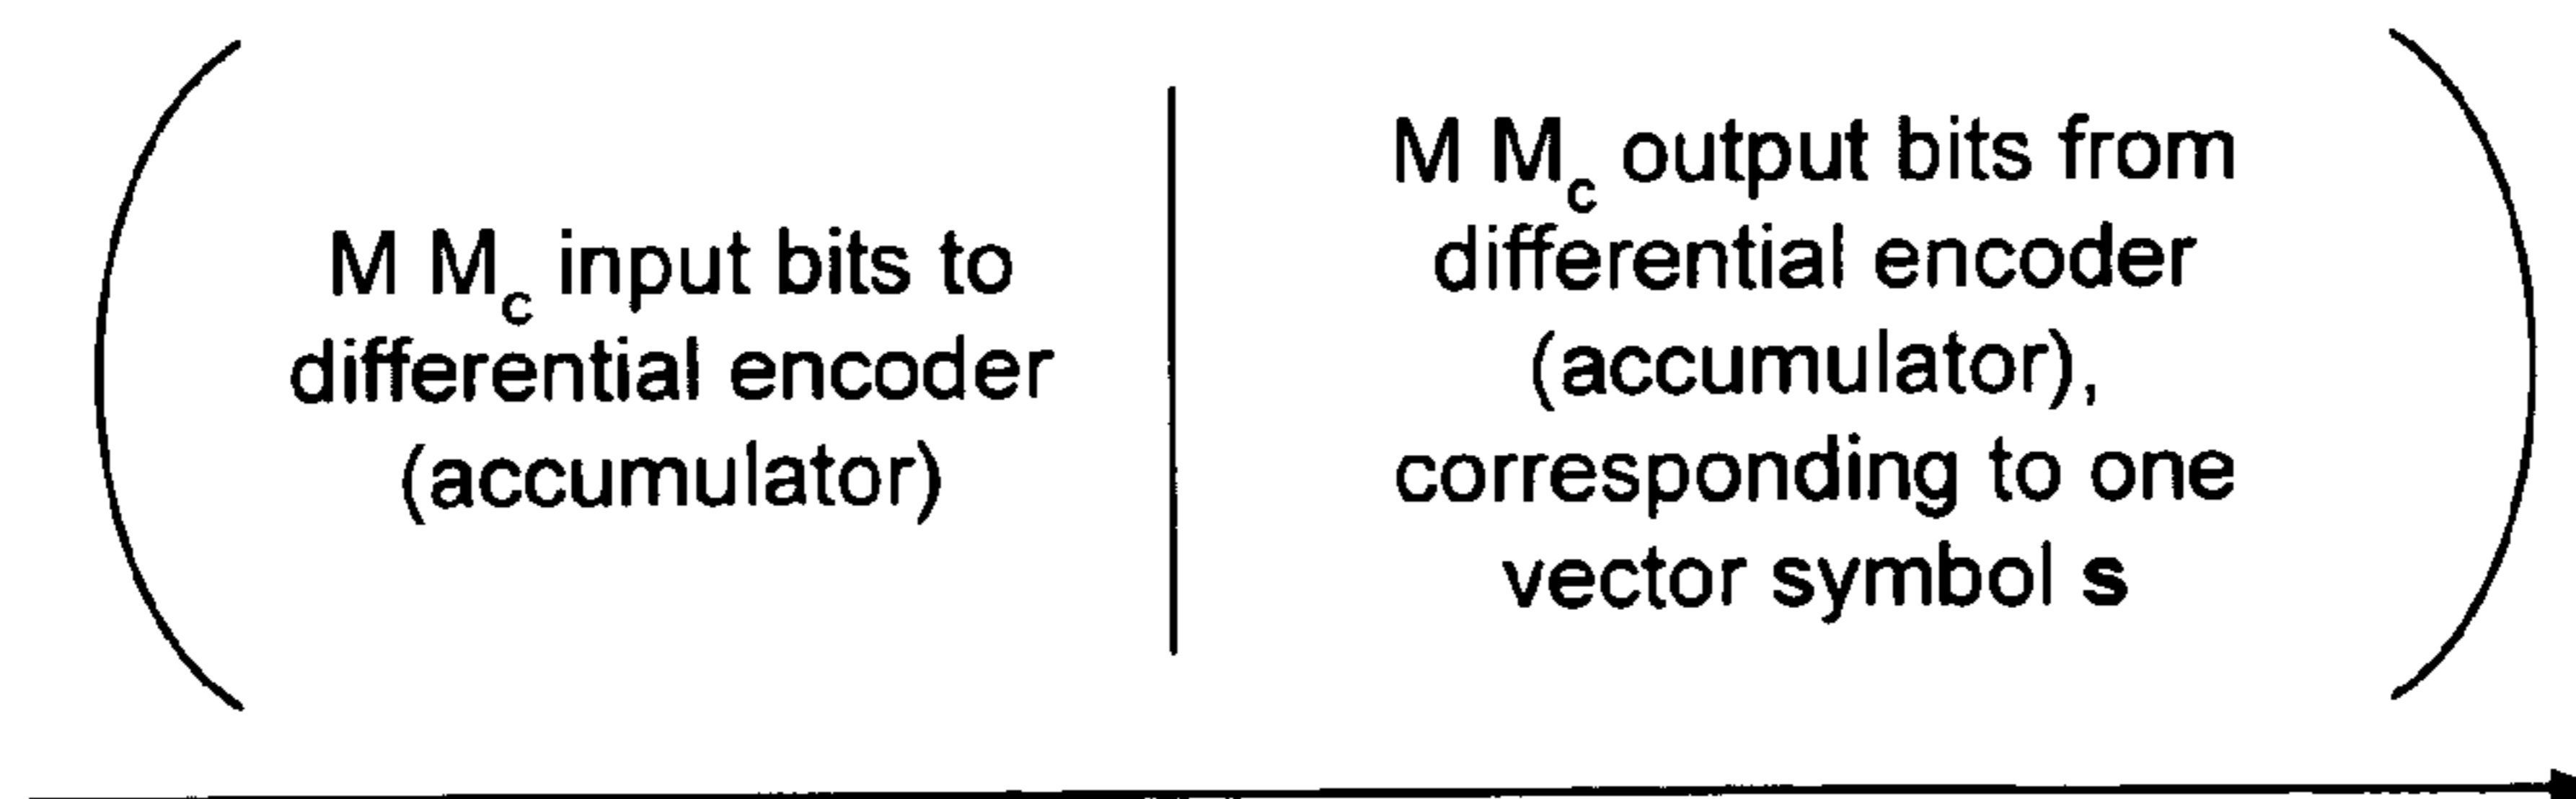 M M_c input bits to
differential encoder
(accumulator)
M M_c output bits from
differential encoder
(accumulator),
corresponding to one
vector symbol s